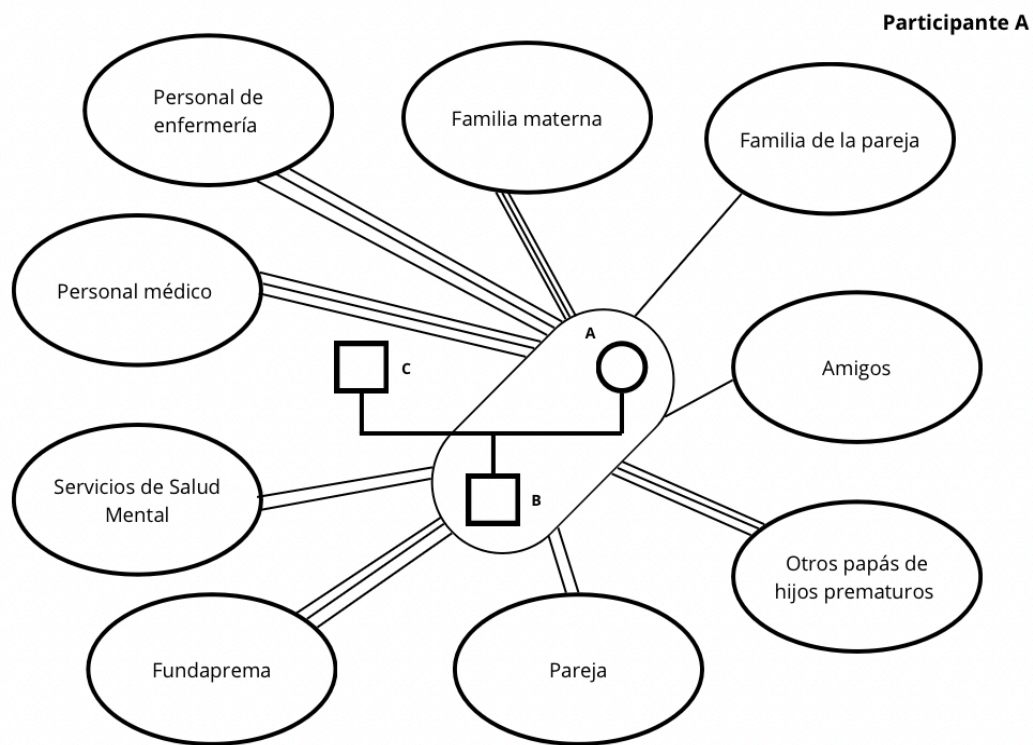 Participante A
Personal de
enfermería
Familia materna
Familia de la pareja
Personal médico
A
C
Amigos
Servicios de Salud
Mental
B
Otros papás de
hijos prematuros
Fundaprema
Pareja